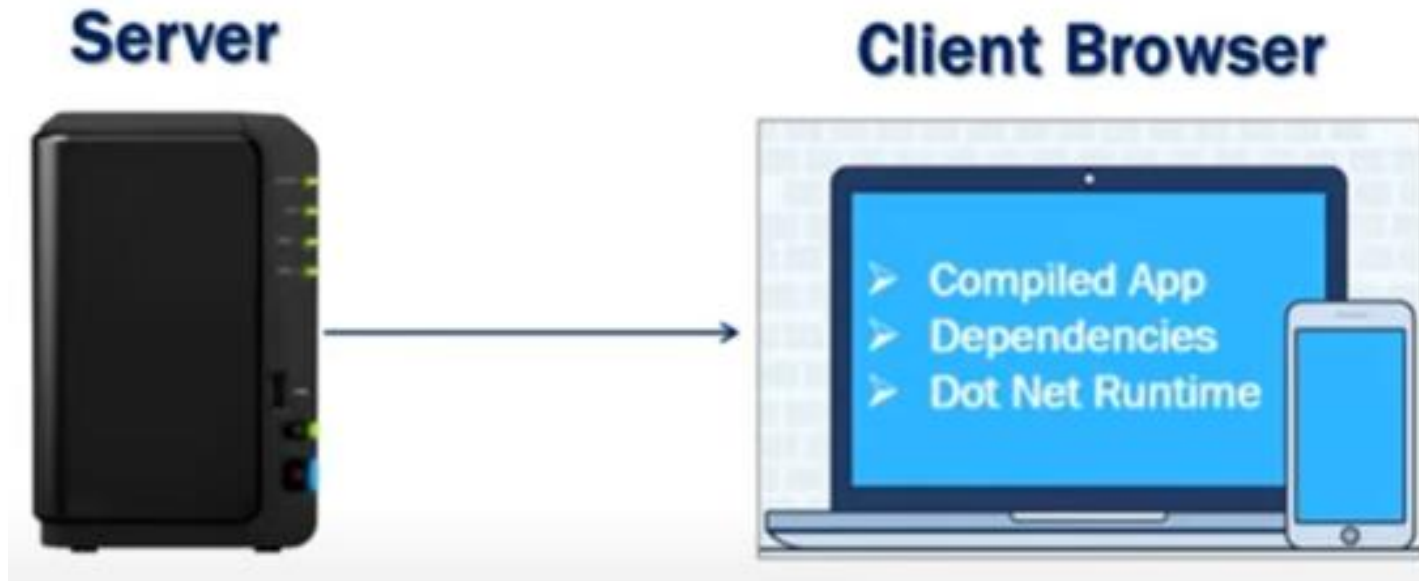 Server
Client Browser
➢ Compiled App
➢ Dependencies
➢ Dot Net Runtime